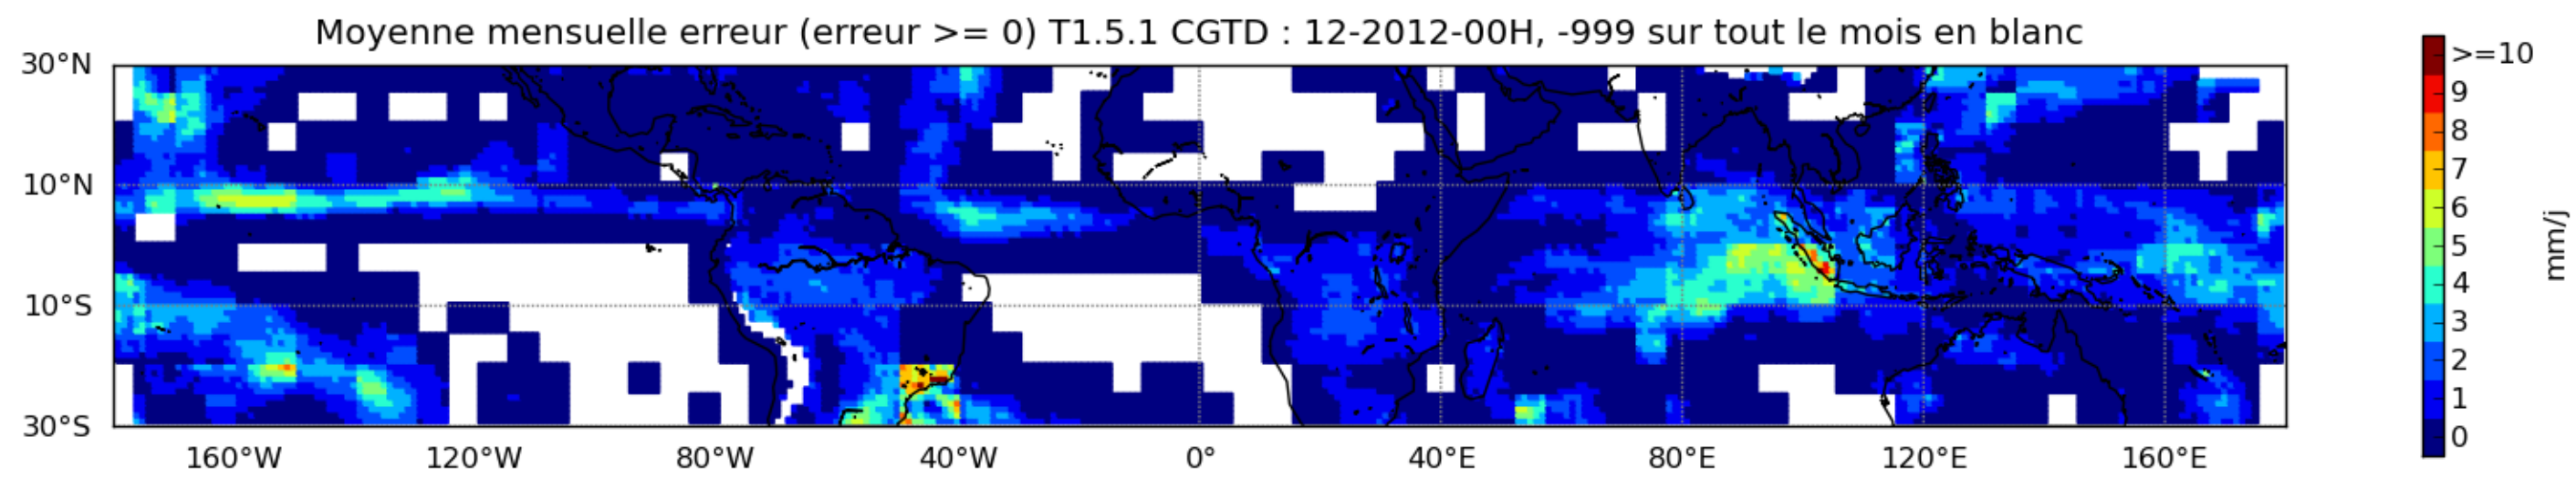 Moyenne mensuelle erreur (erreur >= 0) T1.5.1 CGTD : 12-2012-00H, -999 sur tout le mois en blanc
30°N
10°N
10°S
30°S
160°W 120°W 80°W 40°W 0° 40°E 80°E 120°E 160°E
>=10
9
8
7
6
5
4
3
2
1
0
mm/j